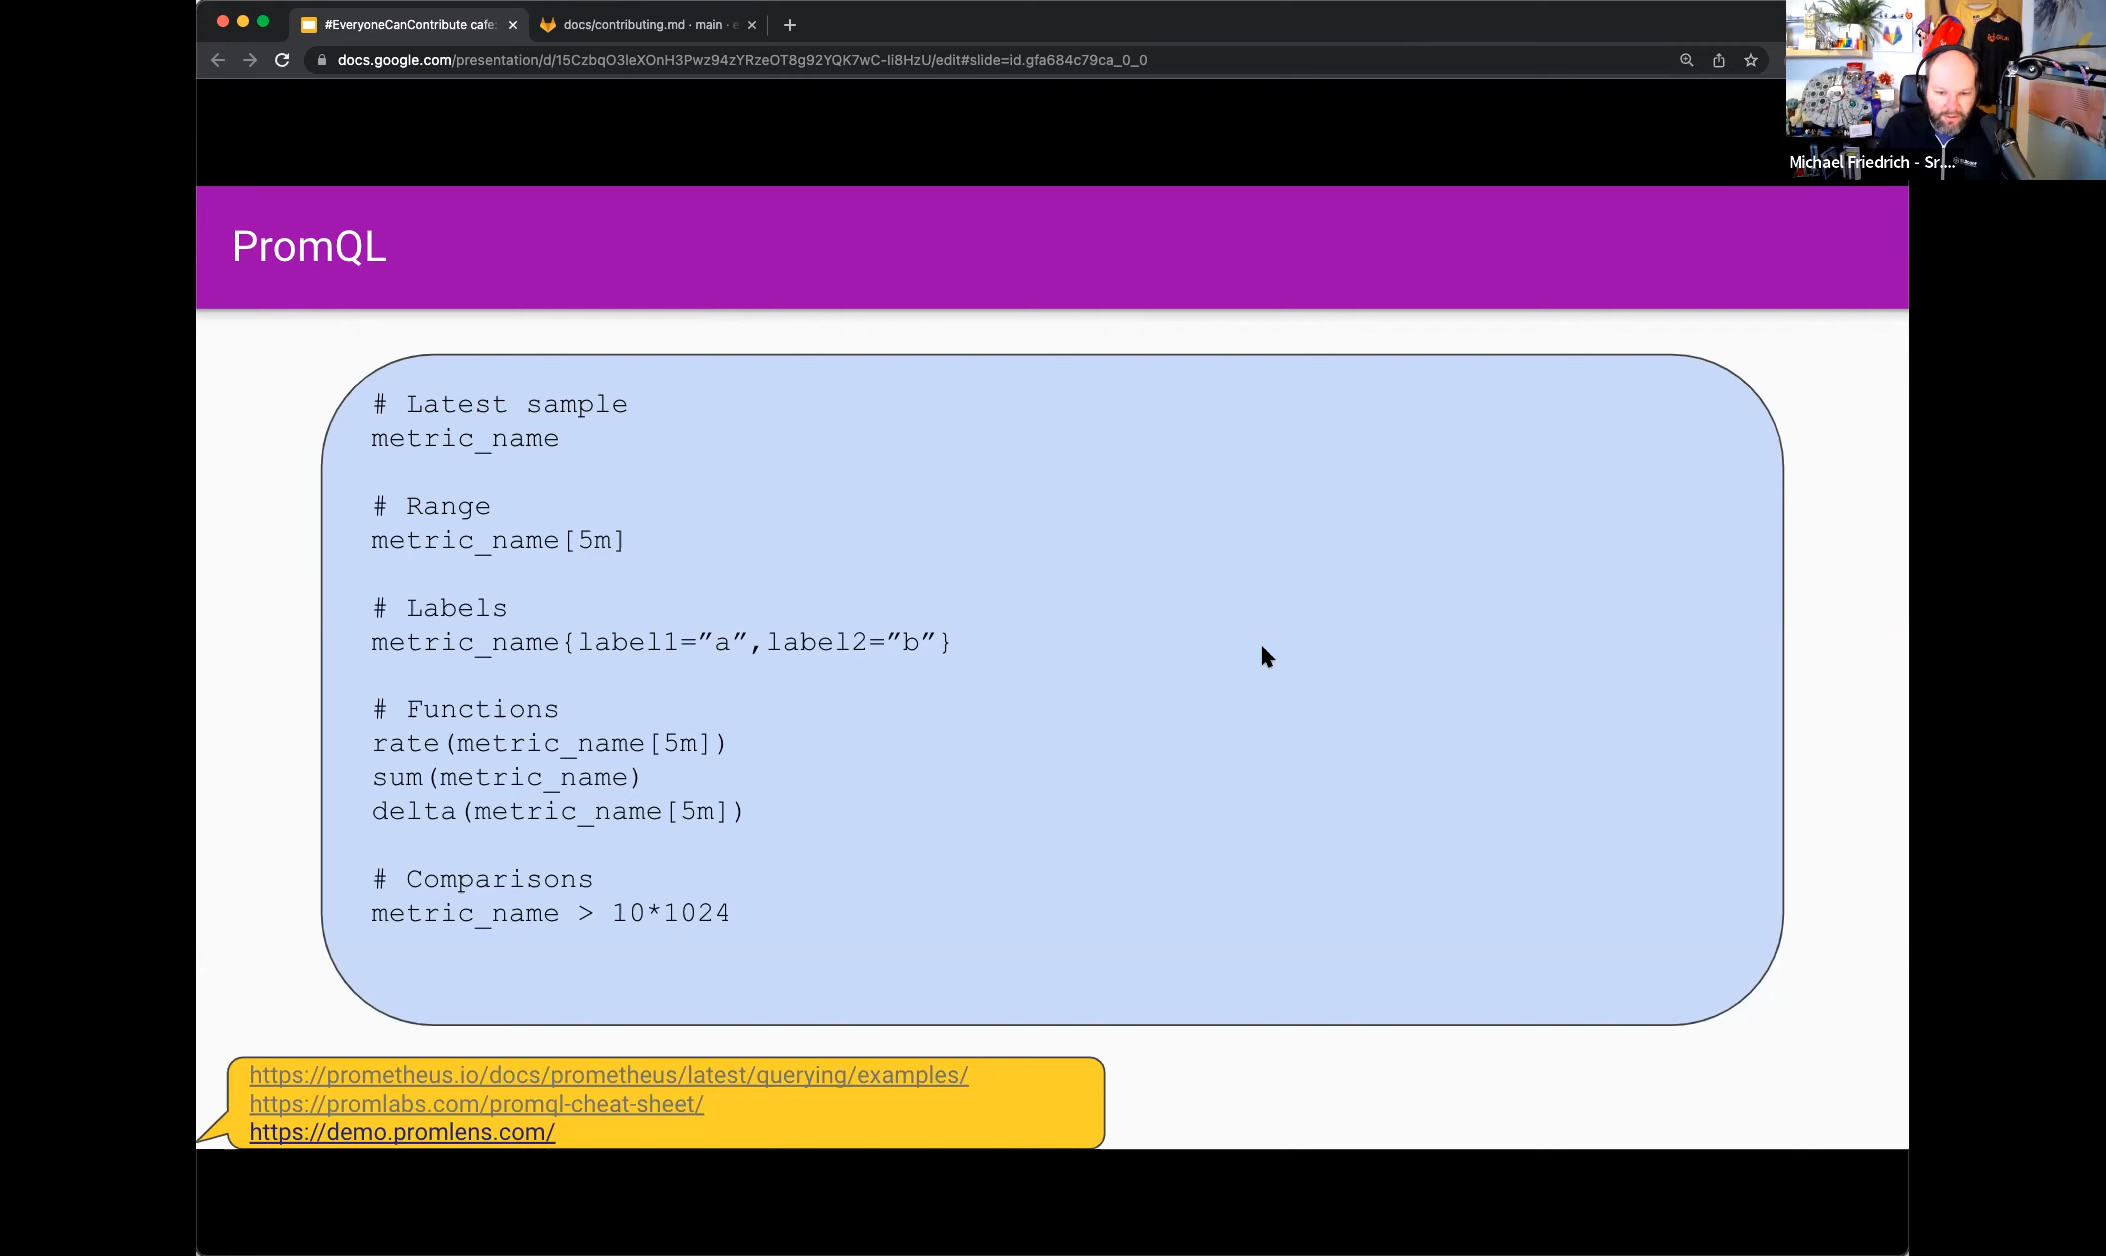 #EveryoneCanContribute cafe:
docs/contributing.md · main · e
docs.google.com/presentation/d/15CzbqO3leXOnH3Pwz94zYRzeOT8g92YQK7wC-Ii8HzU/edit#slide=id.gfa684c79ca_0_0
Michael Friedrich - Sr....
PromQL
# Latest sample
metric_name
# Range
metric_name[5m]
# Labels
metric_name{label1=”a”,label2=”b”}
# Functions
rate(metric_name[5m])
sum(metric_name)
delta(metric_name[5m])
# Comparisons
metric_name > 10*1024
https://prometheus.io/docs/prometheus/latest/querying/examples/
https://promlabs.com/promql-cheat-sheet/
https://demo.promlens.com/